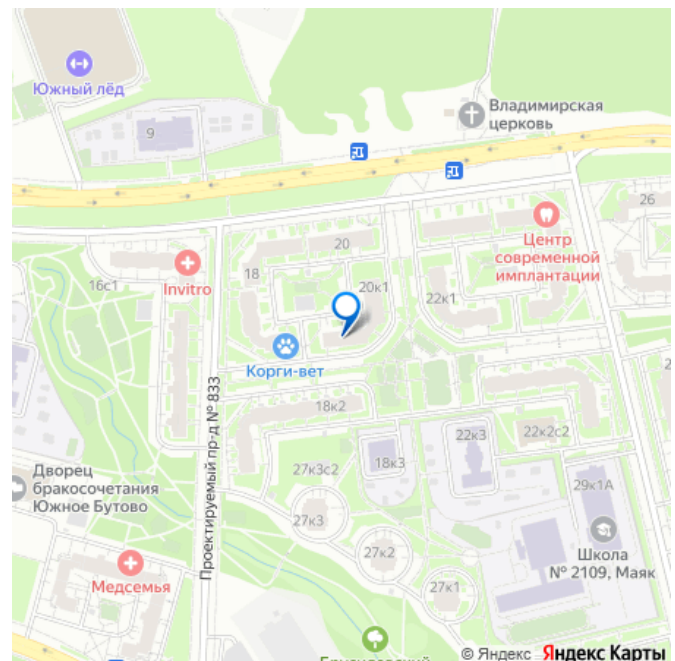 Южный лёд
9
Владимирская
церковь
26
20
Центр
современной
имплантации
18
16с1
Invitro
20к1
22к1
Корги-вет
Проектируемый пр-д № 833
18к2
22к3
22к2с2
18к3
27к3с2
29к1А
Дворец
бракосочетания
Южное Бутово
27к3
27к2
Школа
№ 2109, Маяк
Медсемья
27к1
© Яндекс Яндекс Карты